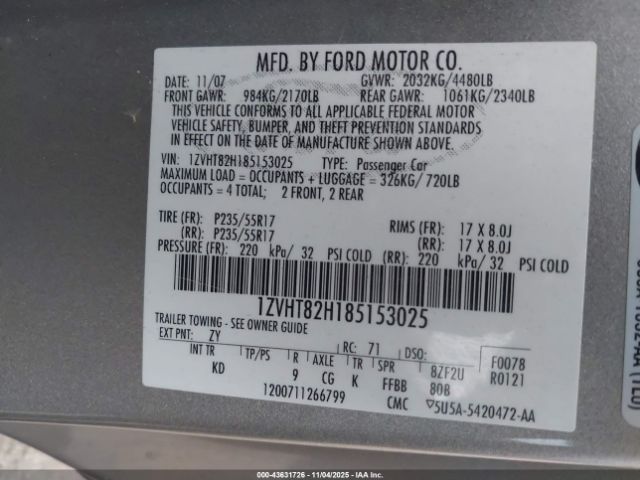 MFD. BY FORD MOTOR CO.
DATE: 11/07 GVWR: 2032KG/4480LB
FRONT GAWR: 984KG/2170LB REAR GAWR: 1061KG/2340LB
THIS VEHICLE CONFORMS TO ALL APPLICABLE FEDERAL MOTOR
VEHICLE SAFETY, BUMPER, AND THEFT PREVENTION STANDARDS
IN EFFECT ON THE DATE OF MANUFACTURE SHOWN ABOVE.
VIN: 1ZVHT82H185153025 TYPE: Passenger Car
MAXIMUM LOAD = OCCUPANTS + LUGGAGE = 326KG/ 720LB
OCCUPANTS = 4 TOTAL; 2 FRONT, 2 REAR
TIRE (FR): P235/55R17 RIMS (FR): 17 X 8.0J
(RR): P235/55R17 (RR): 17 X 8.0J
PRESSURE (FR): 220 kPa/ 32 PSI COLD (RR): 220 kPa/ 32 PSI COLD
1ZVHT82H185153025
TRAILER TOWING - SEE OWNER GUIDE
EXT PNT: ZY RC: 71 DSO: F0078
INT TR TP/PS R AXLE TR SPR 8ZF2U R0121
KD 9 CG K FFBB 80B
1200711266799 CMC ▽5U5A-5420472-AA
000-43631726 - 11/04/2025 - IAAI.COM